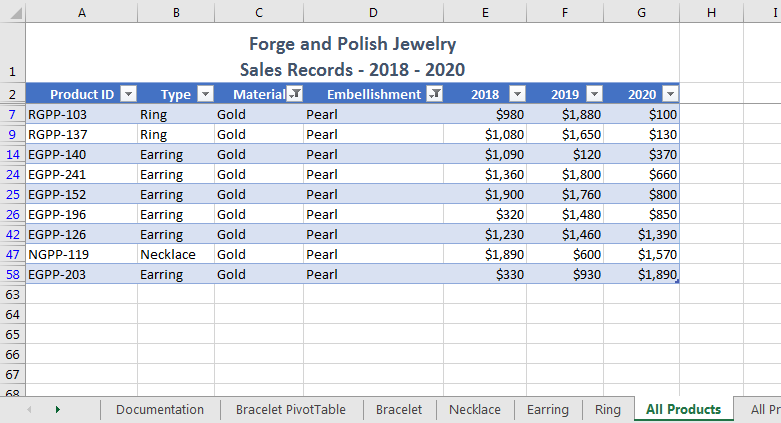 A B C D E F G H I
1 Forge and Polish Jewelry
Sales Records - 2018 - 2020
2 Product ID Type Material Embellishment 2018 2019 2020
7 RGPP-103 Ring Gold Pearl $980 $1,880 $100
9 RGPP-137 Ring Gold Pearl $1,080 $1,650 $130
14 EGPP-140 Earring Gold Pearl $1,090 $120 $370
24 EGPP-241 Earring Gold Pearl $1,360 $1,800 $660
25 EGPP-152 Earring Gold Pearl $1,900 $1,760 $800
26 EGPP-196 Earring Gold Pearl $320 $1,480 $850
42 EGPP-126 Earring Gold Pearl $1,230 $1,460 $1,390
47 NGPP-119 Necklace Gold Pearl $1,890 $600 $1,570
58 EGPP-203 Earring Gold Pearl $330 $930 $1,890
63
64
65
66
67
68
Documentation Bracelet PivotTable Bracelet Necklace Earring Ring All Products All Pr